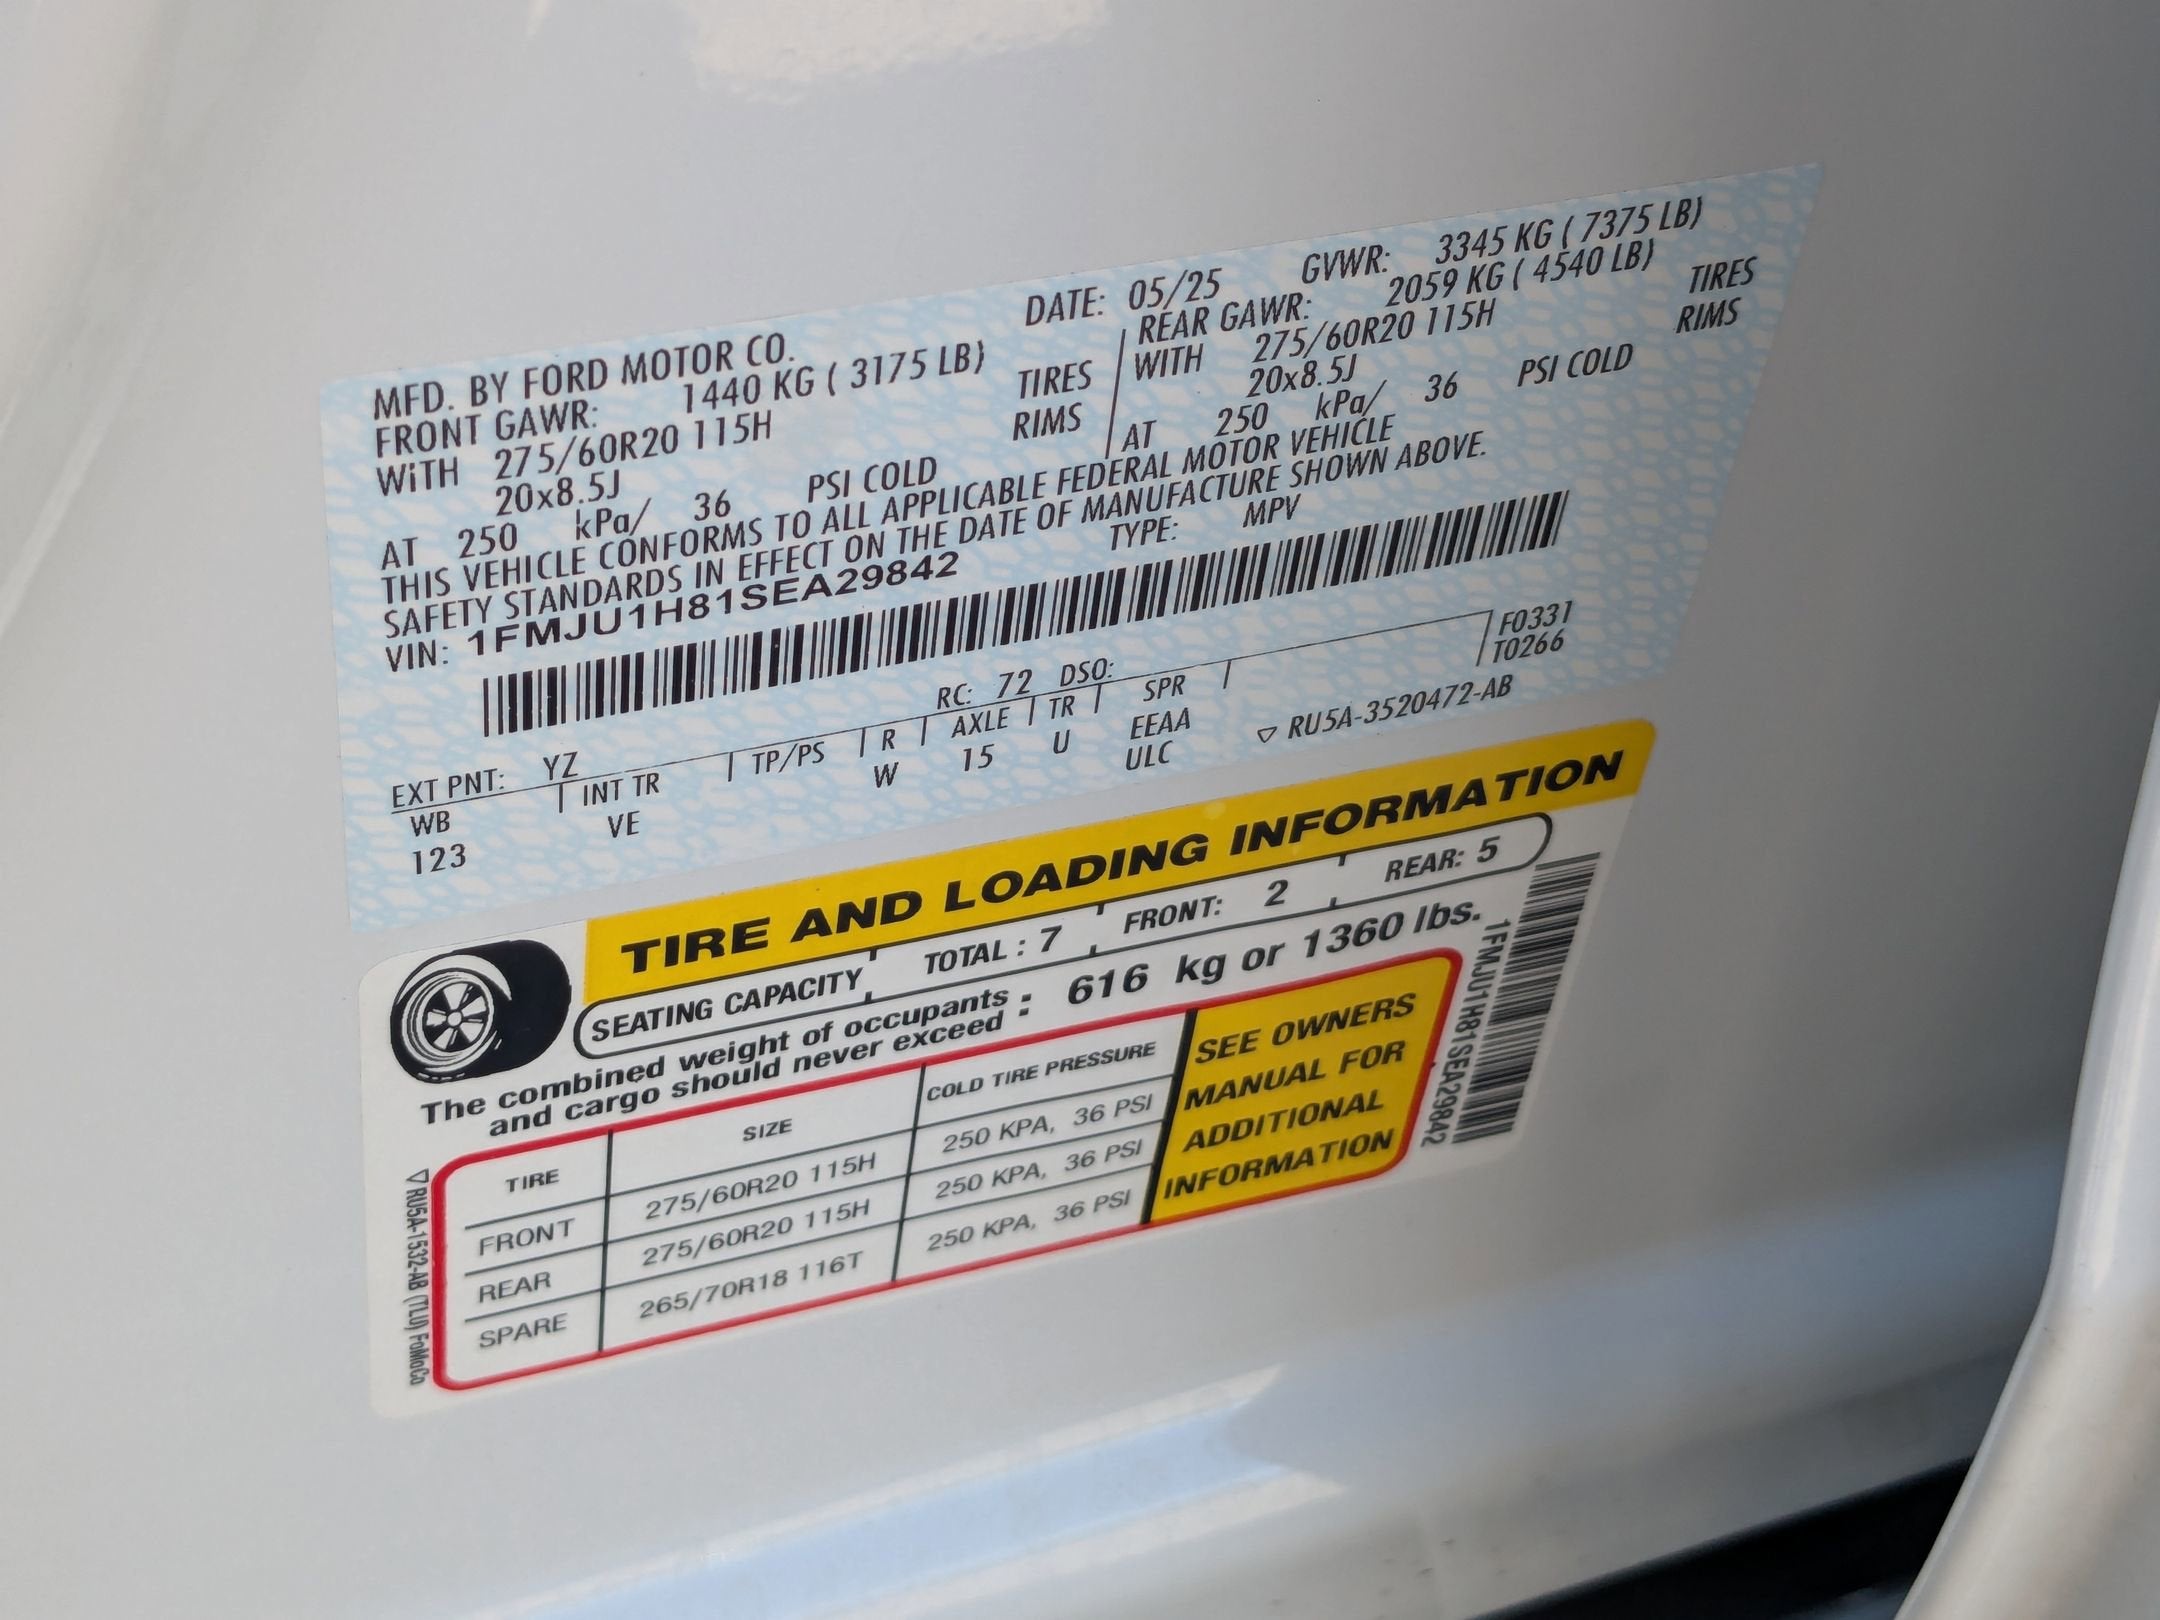 MFD. BY FORD MOTOR CO. DATE: 05/25 GVWR: 3345 KG ( 7375 LB)
FRONT GAWR: 1440 KG ( 3175 LB) REAR GAWR: 2059 KG ( 4540 LB)
WiTH 275/60R20 115H TIRES WITH 275/60R20 115H TIRES
20x8.5J RIMS 20x8.5J RIMS
AT 250 kPa/ 36 PSI COLD AT 250 kPa/ 36 PSI COLD
THIS VEHICLE CONFORMS TO ALL APPLICABLE FEDERAL MOTOR VEHICLE
SAFETY STANDARDS IN EFFECT ON THE DATE OF MANUFACTURE SHOWN ABOVE.
VIN: 1FMJU1H81SEA29842 TYPE: MPV
F0331
T0266
EXT PNT: YZ RC: 72 DSO:
WB INT TR TP/PS R AXLE TR SPR
123 VE W 15 U EEAA
ULC
▽ RU5A-3520472-AB
TIRE AND LOADING INFORMATION
SEATING CAPACITY TOTAL : 7 FRONT: 2 REAR: 5
The combined weight of occupants
and cargo should never exceed : 616 kg or 1360 lbs.
TIRE SIZE COLD TIRE PRESSURE
FRONT 275/60R20 115H 250 KPA, 36 PSI
REAR 275/60R20 115H 250 KPA, 36 PSI
SPARE 265/70R18 116T 250 KPA, 36 PSI
SEE OWNERS
MANUAL FOR
ADDITIONAL
INFORMATION
1FMJU1H81SEA29842
▽ RU5A-1532-AB (TLU) FoMoCo